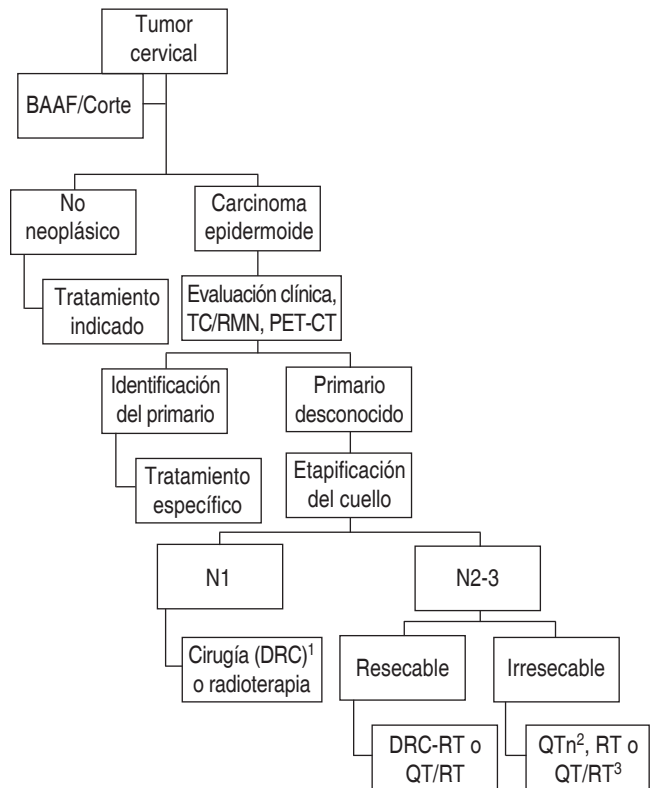 Tumor
cervical
BAAF/Corte
No
neoplásico
Carcinoma
epidermoide
Tratamiento
indicado
Evaluación clínica,
TC/RMN, PET-CT
Identificación
del primario
Primario
desconocido
Tratamiento
específico
Etapificación
del cuello
N1
N2-3
Cirugía (DRC)¹
o radioterapia
Resecable
Irresecable
DRC-RT o
QT/RT
QTn², RT o
QT/RT³